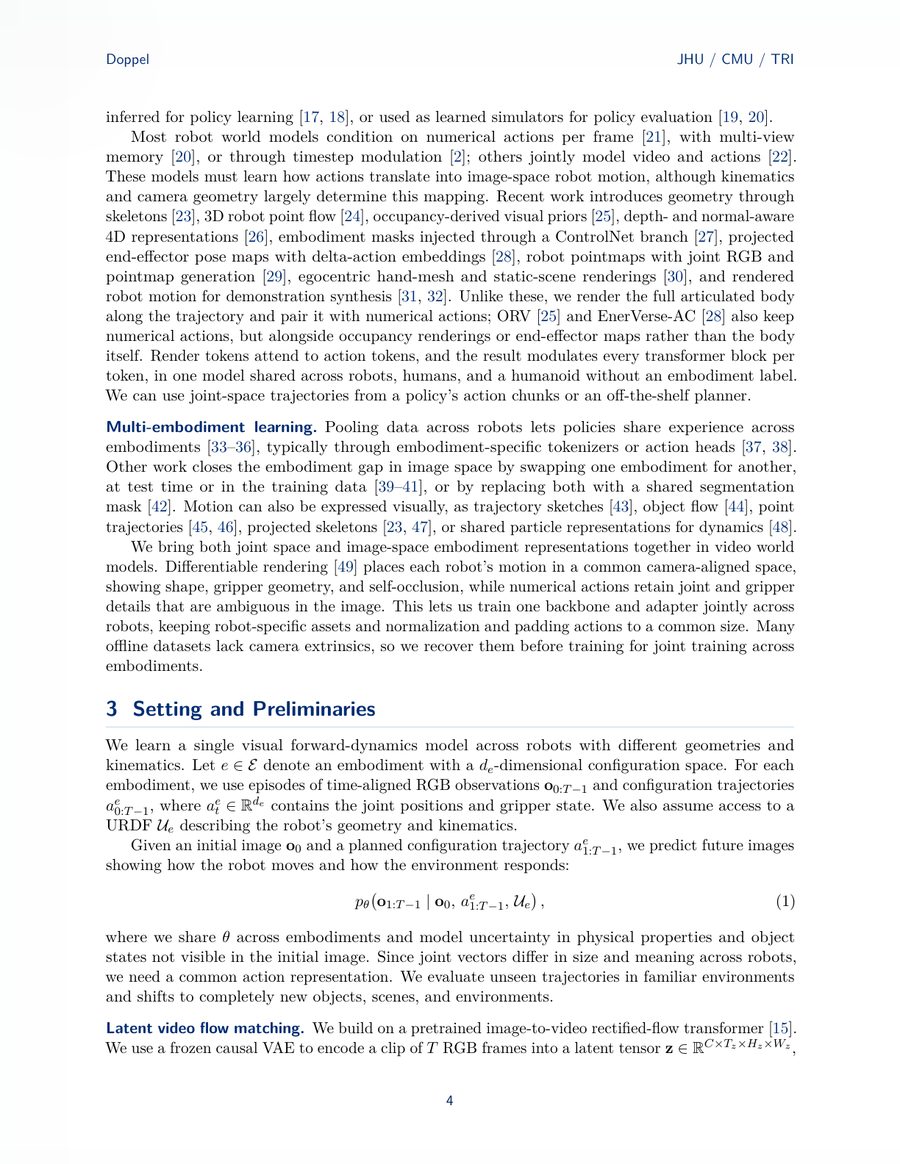 Doppel JHU / CMU / TRI
inferred for policy learning [17, 18], or used as learned simulators for policy evaluation [19, 20].
Most robot world models condition on numerical actions per frame [21], with multi-view
memory [20], or through timestep modulation [2]; others jointly model video and actions [22].
These models must learn how actions translate into image-space robot motion, although kinematics
and camera geometry largely determine this mapping. Recent work introduces geometry through
skeletons [23], 3D robot point flow [24], occupancy-derived visual priors [25], depth- and normal-aware
4D representations [26], embodiment masks injected through a ControlNet branch [27], projected
end-effector pose maps with delta-action embeddings [28], robot pointmaps with joint RGB and
pointmap generation [29], egocentric hand-mesh and static-scene renderings [30], and rendered
robot motion for demonstration synthesis [31, 32]. Unlike these, we render the full articulated body
along the trajectory and pair it with numerical actions; ORV [25] and EnerVerse-AC [28] also keep
numerical actions, but alongside occupancy renderings or end-effector maps rather than the body
itself. Render tokens attend to action tokens, and the result modulates every transformer block per
token, in one model shared across robots, humans, and a humanoid without an embodiment label.
We can use joint-space trajectories from a policy's action chunks or an off-the-shelf planner.
Multi-embodiment learning. Pooling data across robots lets policies share experience across
embodiments [33–36], typically through embodiment-specific tokenizers or action heads [37, 38].
Other work closes the embodiment gap in image space by swapping one embodiment for another,
at test time or in the training data [39–41], or by replacing both with a shared segmentation
mask [42]. Motion can also be expressed visually, as trajectory sketches [43], object flow [44], point
trajectories [45, 46], projected skeletons [23, 47], or shared particle representations for dynamics [48].
We bring both joint space and image-space embodiment representations together in video world
models. Differentiable rendering [49] places each robot's motion in a common camera-aligned space,
showing shape, gripper geometry, and self-occlusion, while numerical actions retain joint and gripper
details that are ambiguous in the image. This lets us train one backbone and adapter jointly across
robots, keeping robot-specific assets and normalization and padding actions to a common size. Many
offline datasets lack camera extrinsics, so we recover them before training for joint training across
embodiments.
3 Setting and Preliminaries
We learn a single visual forward-dynamics model across robots with different geometries and
kinematics. Let e ∈ ℰ denote an embodiment with a d_e-dimensional configuration space. For each
embodiment, we use episodes of time-aligned RGB observations o_{0:T−1} and configuration trajectories
a^e_{0:T−1}, where a^e_t ∈ ℝ^{d_e} contains the joint positions and gripper state. We also assume access to a
URDF 𝒰_e describing the robot's geometry and kinematics.
Given an initial image o_0 and a planned configuration trajectory a^e_{1:T−1}, we predict future images
showing how the robot moves and how the environment responds:
p_θ(o_{1:T−1} | o_0, a^e_{1:T−1}, 𝒰_e), (1)
where we share θ across embodiments and model uncertainty in physical properties and object
states not visible in the initial image. Since joint vectors differ in size and meaning across robots,
we need a common action representation. We evaluate unseen trajectories in familiar environments
and shifts to completely new objects, scenes, and environments.
Latent video flow matching. We build on a pretrained image-to-video rectified-flow transformer [15].
We use a frozen causal VAE to encode a clip of T RGB frames into a latent tensor z ∈ ℝ^{C×T_z×H_z×W_z},
4